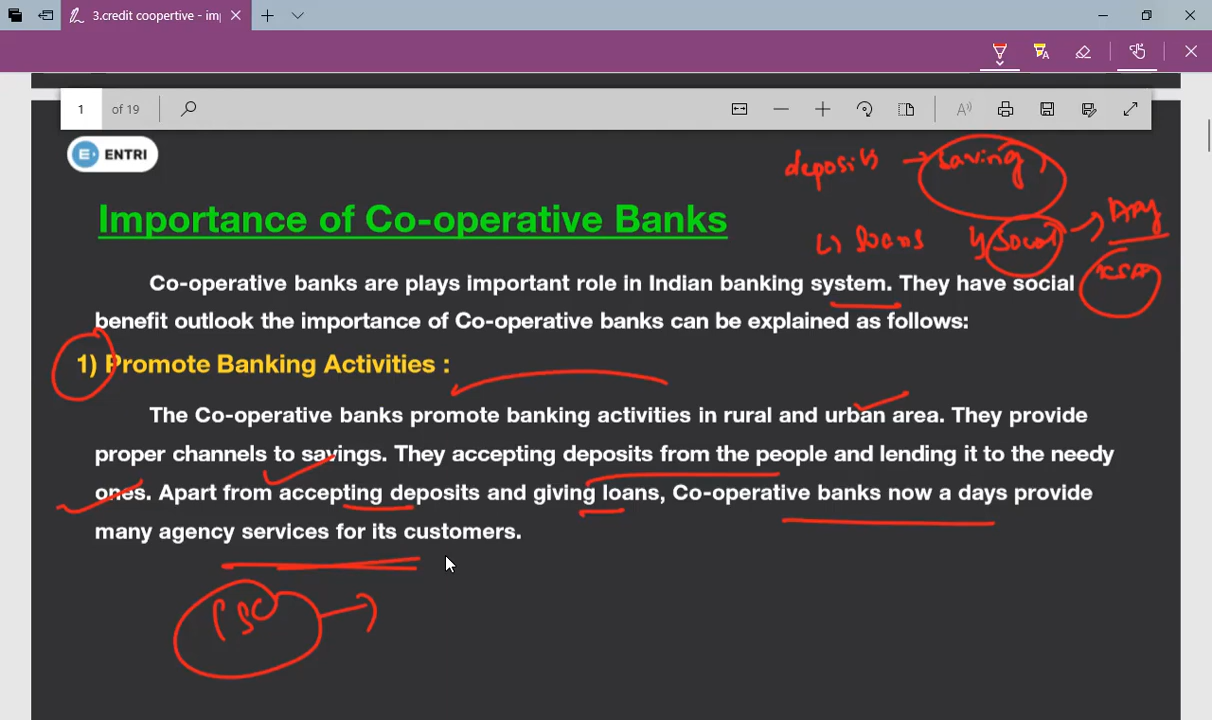 3.credit coopertive - im
1 of 19
ENTRI
deposits → saving
Importance of Co-operative Banks
↳ loans
Co-operative banks are plays important role in Indian banking system. They have social
benefit outlook the importance of Co-operative banks can be explained as follows:
1) Promote Banking Activities :
The Co-operative banks promote banking activities in rural and urban area. They provide
proper channels to savings. They accepting deposits from the people and lending it to the needy
ones. Apart from accepting deposits and giving loans, Co-operative banks now a days provide
many agency services for its customers.